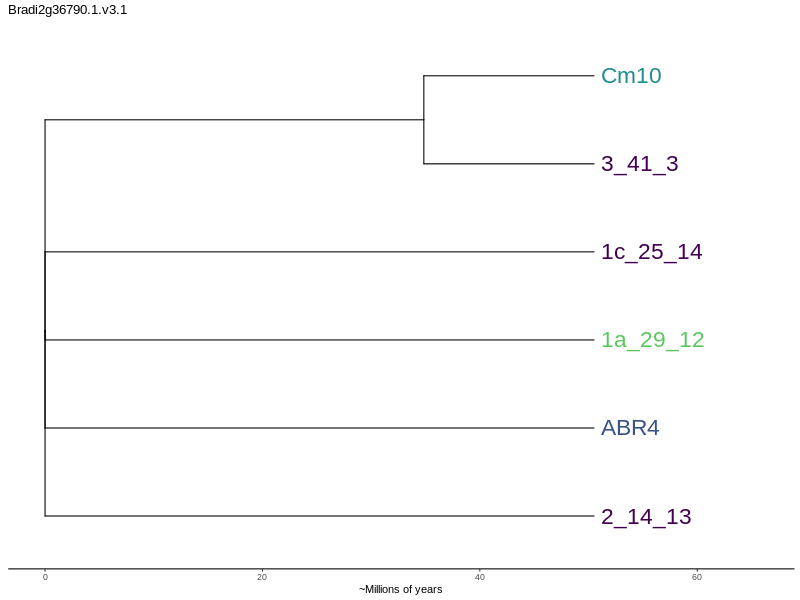 Bradi2g36790.1.v3.1
Cm10
3_41_3
1c_25_14
1a_29_12
ABR4
2_14_13
0 20 40 60
~Millions of years